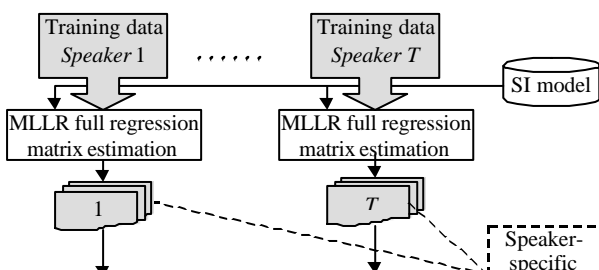 Training data
Speaker 1
......
Training data
Speaker T
SI model
MLLR full regression
matrix estimation
MLLR full regression
matrix estimation
1
T
Speaker-
specific